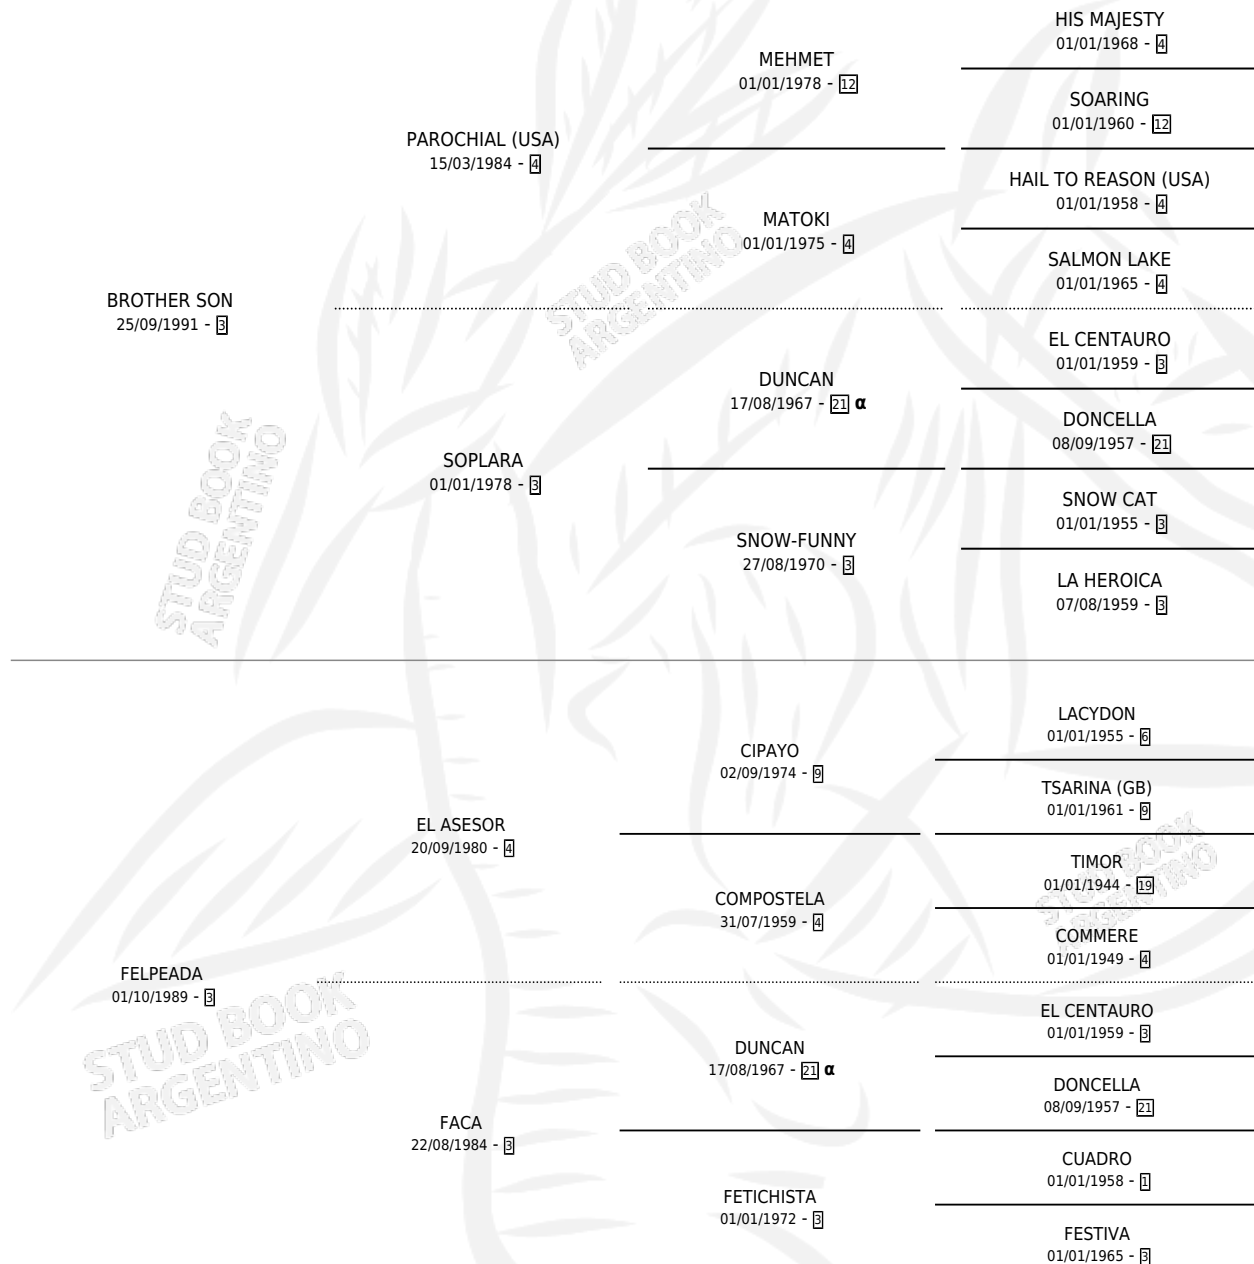 HIS MAJESTY
01/01/1968 - 4
MEHMET
01/01/1978 - 12
SOARING
01/01/1960 - 12
PAROCHIAL (USA)
15/03/1984 - 4
HAIL TO REASON (USA)
01/01/1958 - 4
MATOKI
01/01/1975 - 4
SALMON LAKE
01/01/1965 - 4
BROTHER SON
25/09/1991 - 3
EL CENTAURO
01/01/1959 - 3
DUNCAN
17/08/1967 - 21 α
DONCELLA
08/09/1957 - 21
SOPLARA
01/01/1978 - 3
SNOW CAT
01/01/1955 - 3
SNOW-FUNNY
27/08/1970 - 3
LA HEROICA
07/08/1959 - 3
LACYDON
01/01/1955 - 6
CIPAYO
02/09/1974 - 9
TSARINA (GB)
01/01/1961 - 9
EL ASESOR
20/09/1980 - 4
TIMOR
01/01/1944 - 19
COMPOSTELA
31/07/1959 - 4
COMMERE
01/01/1949 - 4
FELPEADA
01/10/1989 - 3
EL CENTAURO
01/01/1959 - 3
DUNCAN
17/08/1967 - 21 α
DONCELLA
08/09/1957 - 21
FACA
22/08/1984 - 3
CUADRO
01/01/1958 - 1
FETICHISTA
01/01/1972 - 3
FESTIVA
01/01/1965 - 3
STUD BOOK
ARGENTINO
STUD BOOK
ARGENTINO
STUD BOOK
ARGENTINO
STUD BOOK
ARGENTINO